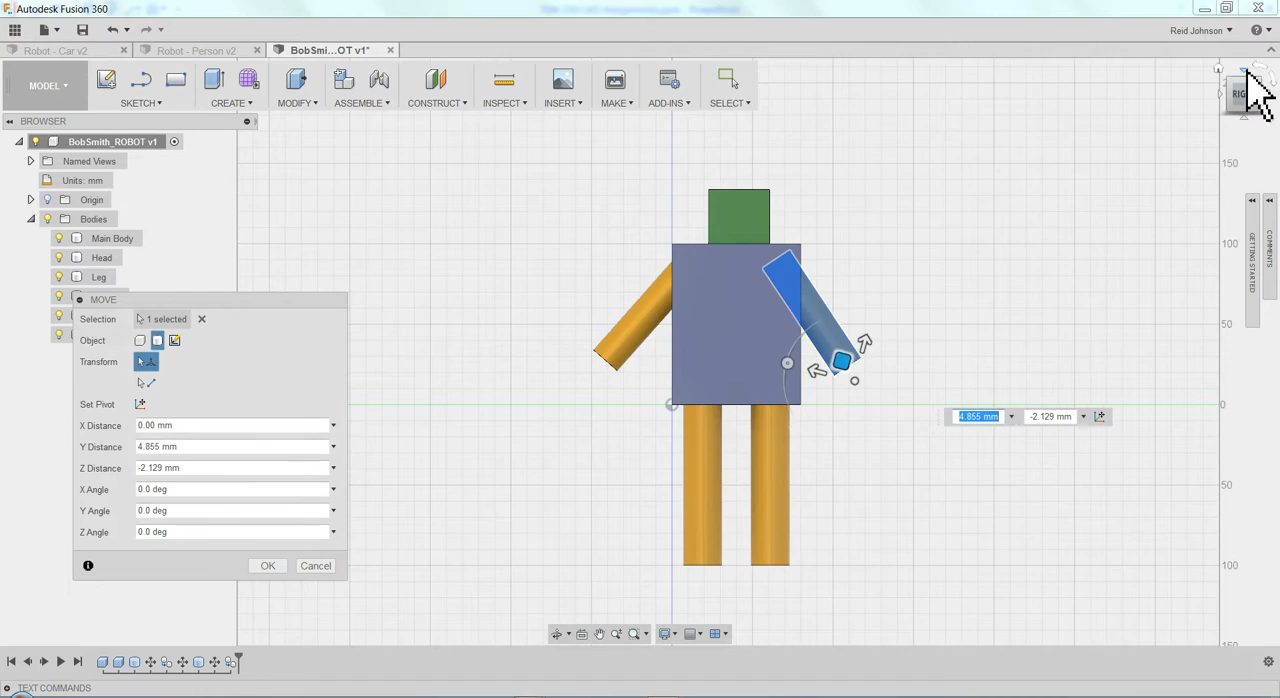 Autodesk Fusion 360
Reid Johnson
Robot - Car v2
Robot - Person v2
BobSmi...OT v1*
MODEL
SKETCH
CREATE
MODIFY
ASSEMBLE
CONSTRUCT
INSPECT
INSERT
MAKE
ADD-INS
SELECT
BROWSER
BobSmith_ROBOT v1
Named Views
Units: mm
Origin
Bodies
Main Body
Head
Leg
MOVE
Selection 1 selected
Object
Transform
Set Pivot
X Distance 0.00 mm
Y Distance 4.855 mm
Z Distance -2.129 mm
X Angle 0.0 deg
Y Angle 0.0 deg
Z Angle 0.0 deg
OK Cancel
4.855 mm -2.129 mm
150
100
50
0
50
100
GETTING STARTED
COMMENTS
TEXT COMMANDS